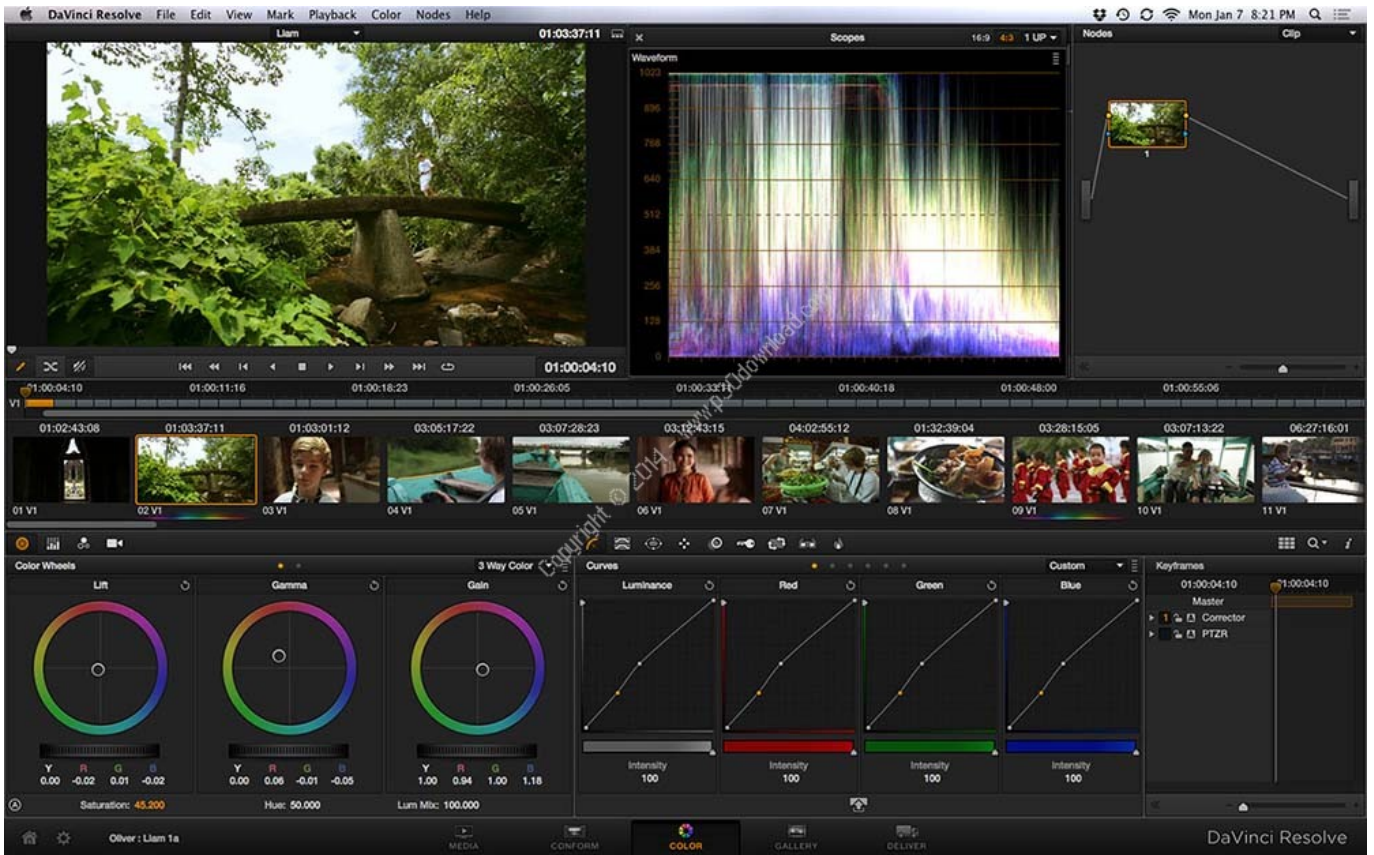 DaVinci Resolve File Edit View Mark Playback Color Nodes Help Mon Jan 7 8:21 PM
Liam 01:03:37:11 Scopes 16:9 4:3 1 UP Nodes Clip
Waveform
1023
896
768
640
512
384
256
128
0
1
01:00:04:10
01:00:04:10 01:00:11:16 01:00:18:23 01:00:26:05 01:00:33:11 01:00:40:18 01:00:48:00 01:00:55:06
V1
01:02:43:08 01:03:37:11 01:03:01:12 03:05:17:22 03:07:28:23 03:12:43:15 04:02:55:12 01:32:39:04 03:28:15:05 03:07:13:22 06:27:16:01
01 V1 02 V1 03 V1 04 V1 05 V1 06 V1 07 V1 08 V1 09 V1 10 V1 11 V1
Copyright © 2014 www.p30download.com
Color Wheels 3 Way Color Curves Custom Keyframes
Lift Gamma Gain Luminance Red Green Blue 01:00:04:10 01:00:04:10
Master
1 Corrector
PTZR
Y R G B Y R G B Y R G B
0.00 -0.02 0.01 -0.02 0.00 0.06 -0.01 -0.05 1.00 0.94 1.00 1.18
Intensity Intensity Intensity Intensity
100 100 100 100
Saturation: 45.200 Hue: 50.000 Lum Mix: 100.000
Oliver : Liam 1a MEDIA CONFORM COLOR GALLERY DELIVER DaVinci Resolve